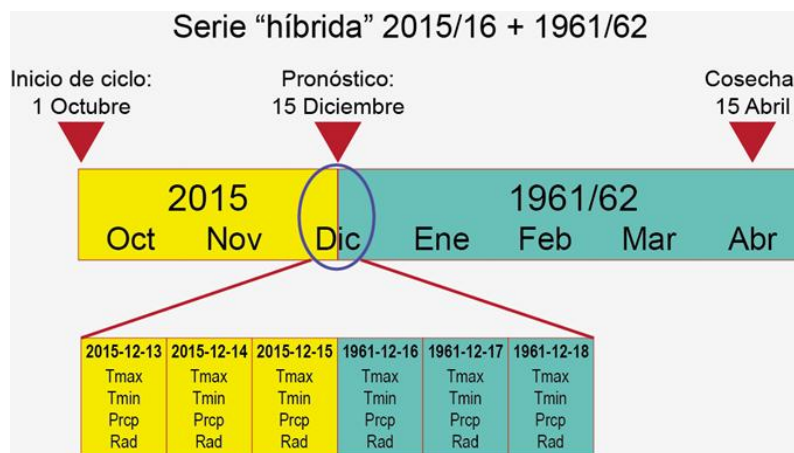 Serie “híbrida” 2015/16 + 1961/62
Inicio de ciclo:
1 Octubre
Pronóstico:
15 Diciembre
Cosecha
15 Abril
2015
1961/62
Oct Nov Dic Ene Feb Mar Abr
2015-12-13 2015-12-14 2015-12-15 1961-12-16 1961-12-17 1961-12-18
Tmax Tmax Tmax Tmax Tmax Tmax
Tmin Tmin Tmin Tmin Tmin Tmin
Prcp Prcp Prcp Prcp Prcp Prcp
Rad Rad Rad Rad Rad Rad